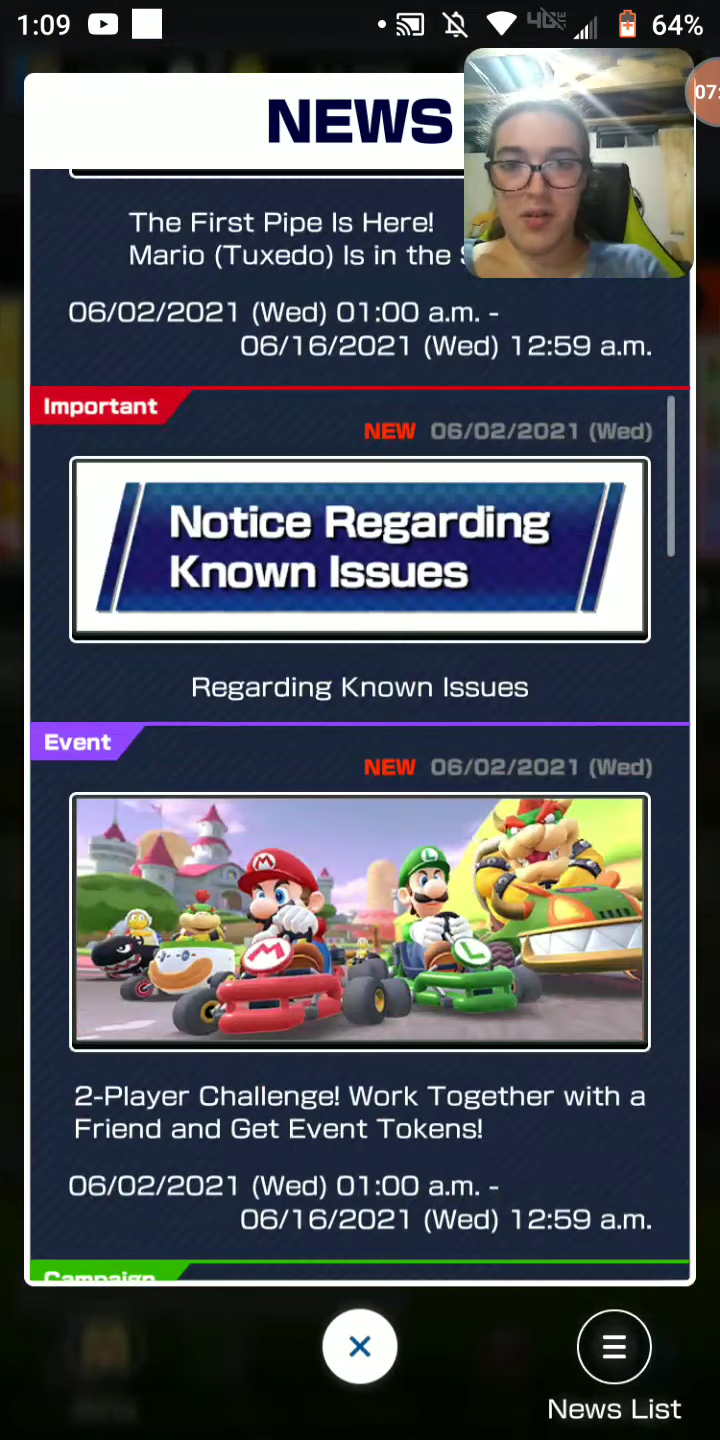 1:09
64%
07:
NEWS
The First Pipe Is Here!
Mario (Tuxedo) Is in the
06/02/2021 (Wed) 01:00 a.m. -
06/16/2021 (Wed) 12:59 a.m.
Important
NEW 06/02/2021 (Wed)
Notice Regarding
Known Issues
Regarding Known Issues
Event
NEW 06/02/2021 (Wed)
M
L
M
L
2-Player Challenge! Work Together with a
Friend and Get Event Tokens!
06/02/2021 (Wed) 01:00 a.m. -
06/16/2021 (Wed) 12:59 a.m.
Campaign
News List